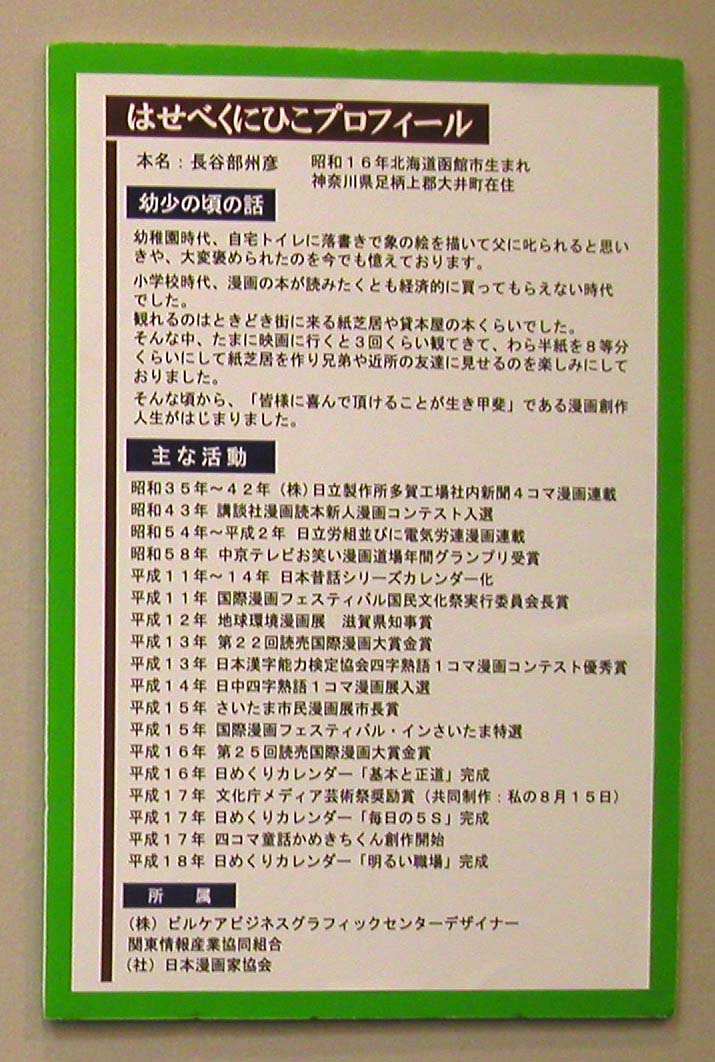 はせべくにひこプロフィール
本名：長谷部州彦　昭和１６年北海道函館市生まれ
神奈川県足柄上郡大井町在住
幼少の頃の話
幼稚園時代、自宅トイレに落書きで象の絵を描いて父に叱られると思い
きや、大変褒められたのを今でも憶えております。
小学校時代、漫画の本が読みたくとも経済的に買ってもらえない時代
でした。
観れるのはときどき街に来る紙芝居や貸本屋の本くらいでした。
そんな中、たまに映画に行くと３回くらい観てきて、わら半紙を８等分
くらいにして紙芝居を作り兄弟や近所の友達に見せるのを楽しみにして
おりました。
そんな頃から、「皆様に喜んで頂けることが生き甲斐」である漫画創作
人生がはじまりました。
主な活動
昭和３５年～４２年（株）日立製作所多賀工場社内新聞４コマ漫画連載
昭和４３年 講談社漫画読本新人漫画コンテスト入選
昭和５４年～平成２年 日立労組並びに電気労連漫画連載
昭和５８年 中京テレビお笑い漫画道場年間グランプリ受賞
平成１１年～１４年 日本昔話シリーズカレンダー化
平成１１年 国際漫画フェスティバル国民文化祭実行委員会長賞
平成１２年 地球環境漫画展　滋賀県知事賞
平成１３年 第２２回読売国際漫画大賞金賞
平成１３年 日本漢字能力検定協会四字熟語１コマ漫画コンテスト優秀賞
平成１４年 日中四字熟語１コマ漫画展入選
平成１５年 さいたま市民漫画展市長賞
平成１５年 国際漫画フェスティバル・インさいたま特選
平成１６年 第２５回読売国際漫画大賞金賞
平成１６年 日めくりカレンダー「基本と正道」完成
平成１７年 文化庁メディア芸術祭奨励賞（共同制作：私の８月１５日）
平成１７年 日めくりカレンダー「毎日の５Ｓ」完成
平成１７年 四コマ童話かめきちくん創作開始
平成１８年 日めくりカレンダー「明るい職場」完成
所　属
（株）ビルケアビジネスグラフィックセンターデザイナー
関東情報産業協同組合
（社）日本漫画家協会